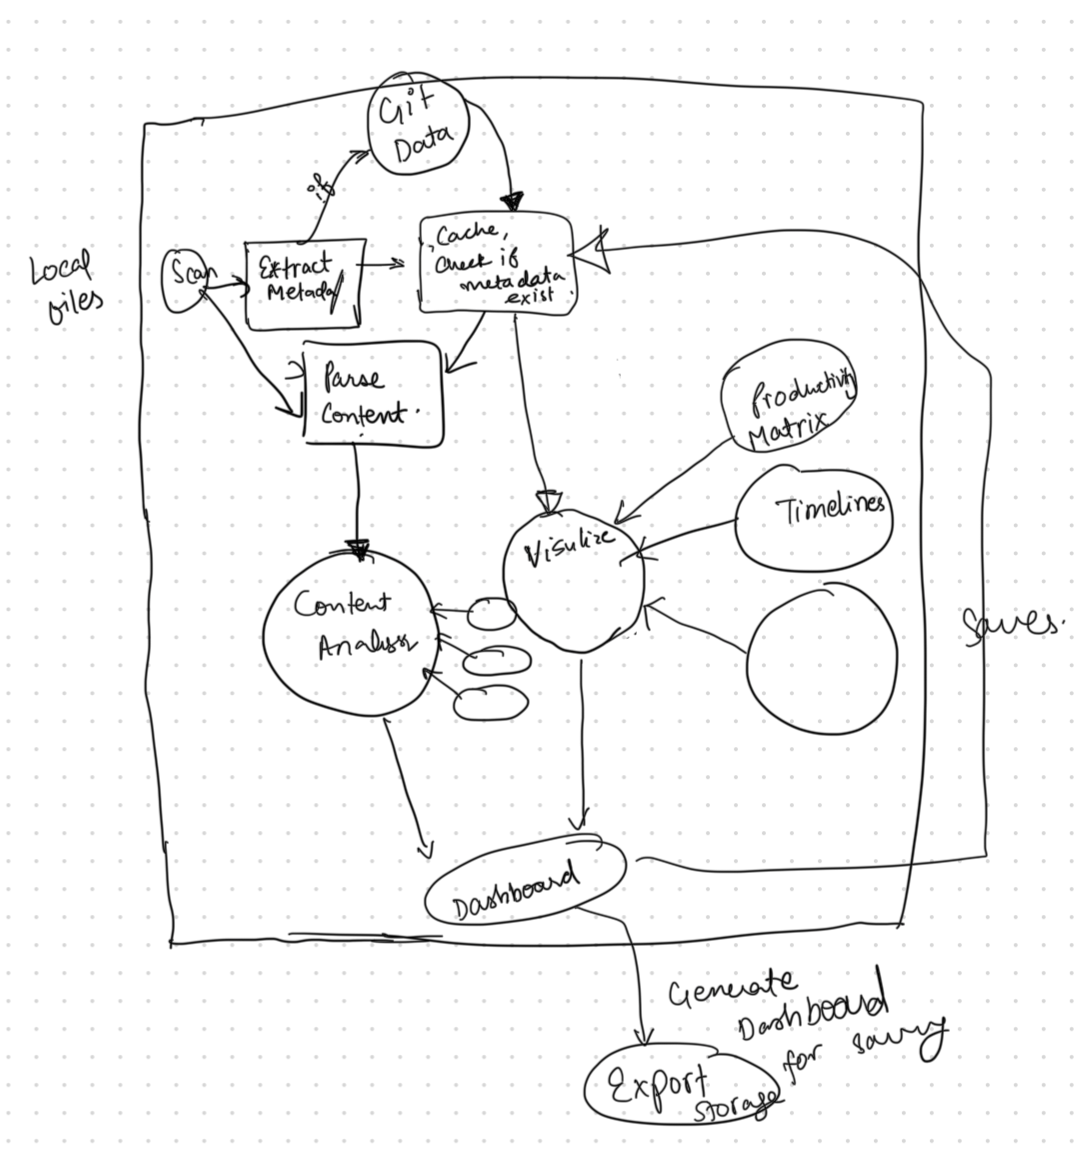 Git
Data
if
Local
files
Scan
Extract
Metada
Cache,
Check if
metadata
exist.
Parse
Content.
Productivity
Matrix
Timelines
Visulize
Content
Analysis
Saves.
Dashboard
Generate
Dashboard
for saving
Export
Storage